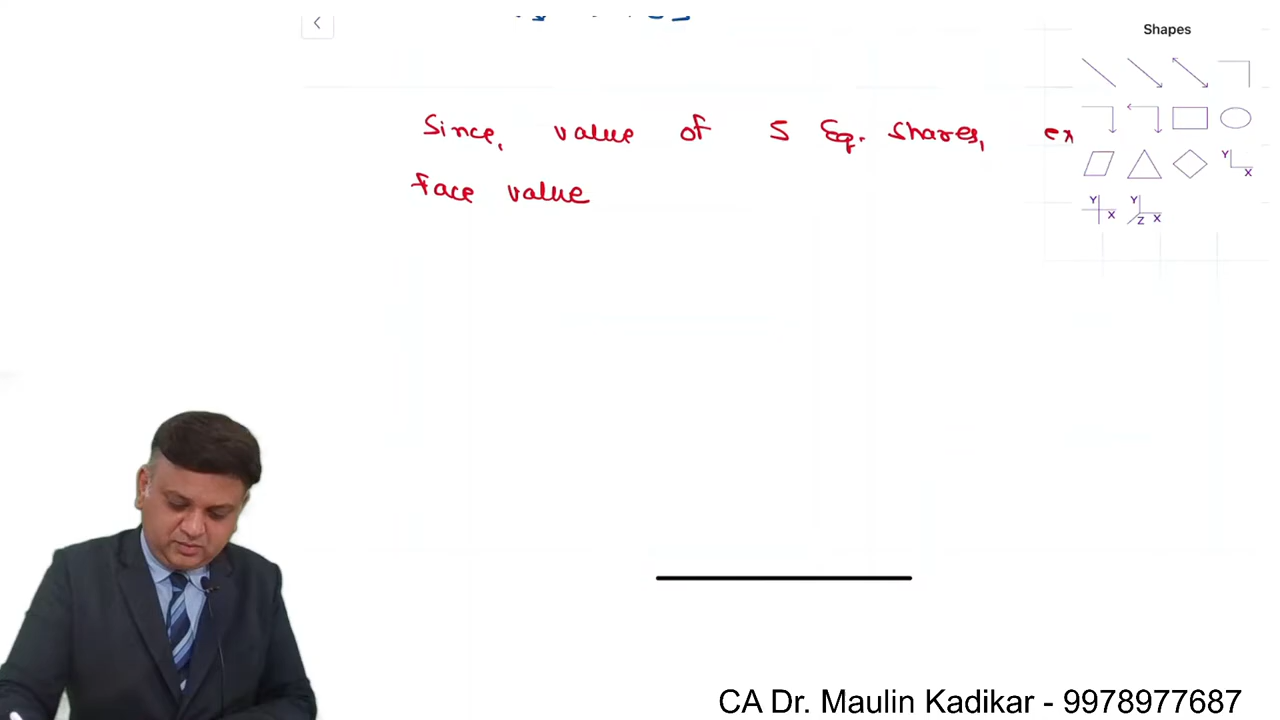 Shapes
Since, value of 5 Eq. Shares, ex
Face value
Y
X
Y
X
Y
Z X
CA Dr. Maulin Kadikar - 9978977687